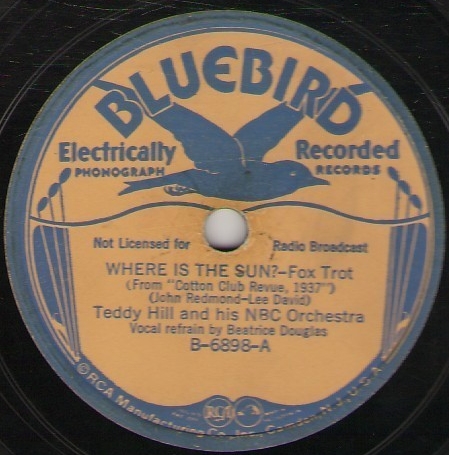 BLUEBIRD
Electrically Recorded
PHONOGRAPH RECORDS
Not Licensed for Radio Broadcast
WHERE IS THE SUN?-Fox Trot
(From "Cotton Club Revue, 1937")
(John Redmond-Lee David)
Teddy Hill and his NBC Orchestra
Vocal refrain by Beatrice Douglas
B-6898-A
©RCA Manufacturing Co., Inc., Camden, N.J., U.S.A.
RCA